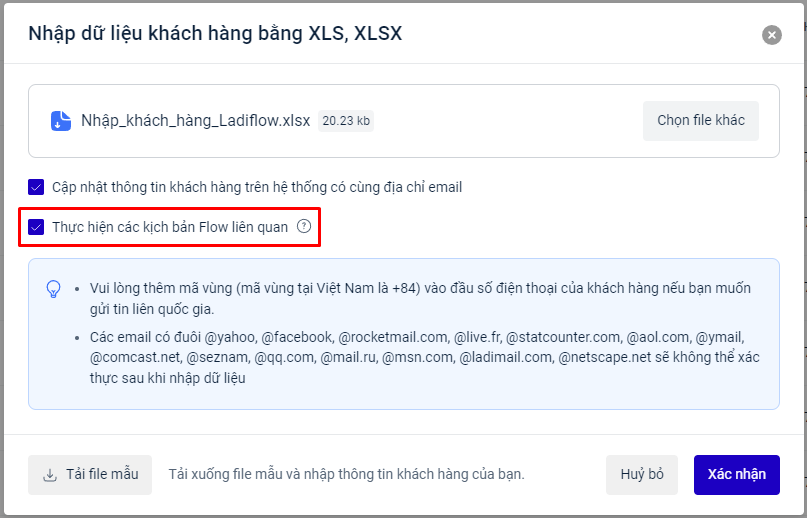 Nhập dữ liệu khách hàng bằng XLS, XLSX
Nhập_khách_hàng_Ladiflow.xlsx 20.23 kb Chọn file khác
Cập nhật thông tin khách hàng trên hệ thống có cùng địa chỉ email
Thực hiện các kịch bản Flow liên quan ?
• Vui lòng thêm mã vùng (mã vùng tại Việt Nam là +84) vào đầu số điện thoại của khách hàng nếu bạn muốn
gửi tin liên quốc gia.
• Các email có đuôi @yahoo, @facebook, @rocketmail.com, @live.fr, @statcounter.com, @aol.com, @ymail,
@comcast.net, @seznam, @qq.com, @mail.ru, @msn.com, @ladimail.com, @netscape.net sẽ không thể xác
thực sau khi nhập dữ liệu
Tải file mẫu Tải xuống file mẫu và nhập thông tin khách hàng của bạn. Huỷ bỏ Xác nhận